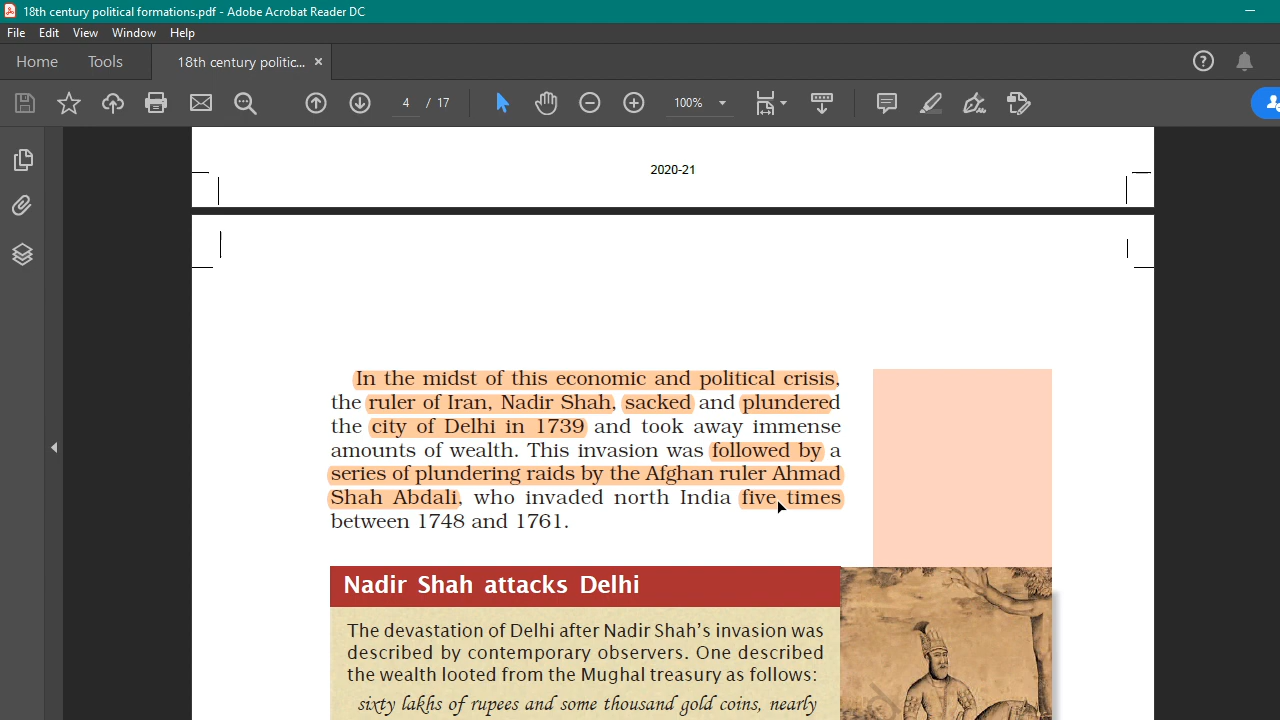 18th century political formations.pdf - Adobe Acrobat Reader DC
File Edit View Window Help
Home Tools 18th century politic... ×
4 / 17 100%
2020-21
In the midst of this economic and political crisis,
the ruler of Iran, Nadir Shah, sacked and plundered
the city of Delhi in 1739 and took away immense
amounts of wealth. This invasion was followed by a
series of plundering raids by the Afghan ruler Ahmad
Shah Abdali, who invaded north India five times
between 1748 and 1761.
Nadir Shah attacks Delhi
The devastation of Delhi after Nadir Shah's invasion was
described by contemporary observers. One described
the wealth looted from the Mughal treasury as follows:
sixty lakhs of rupees and some thousand gold coins, nearly